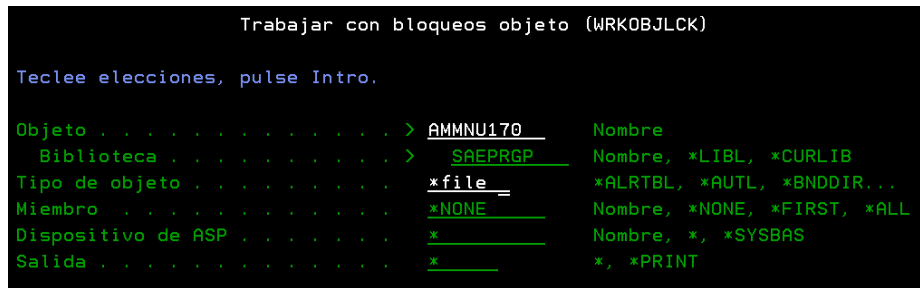 Trabajar con bloqueos objeto (WRKOBJLCK)
Teclee elecciones, pulse Intro.
Objeto . . . . . . . . . . . . . > AMMNU170 Nombre
Biblioteca . . . . . . . . . . > SAEPRGP Nombre, *LIBL, *CURLIB
Tipo de objeto . . . . . . . . . *file *ALRTBL, *AUTL, *BNDDIR...
Miembro . . . . . . . . . . . . *NONE Nombre, *NONE, *FIRST, *ALL
Dispositivo de ASP . . . . . . . * Nombre, *, *SYSBAS
Salida . . . . . . . . . . . . . * *, *PRINT